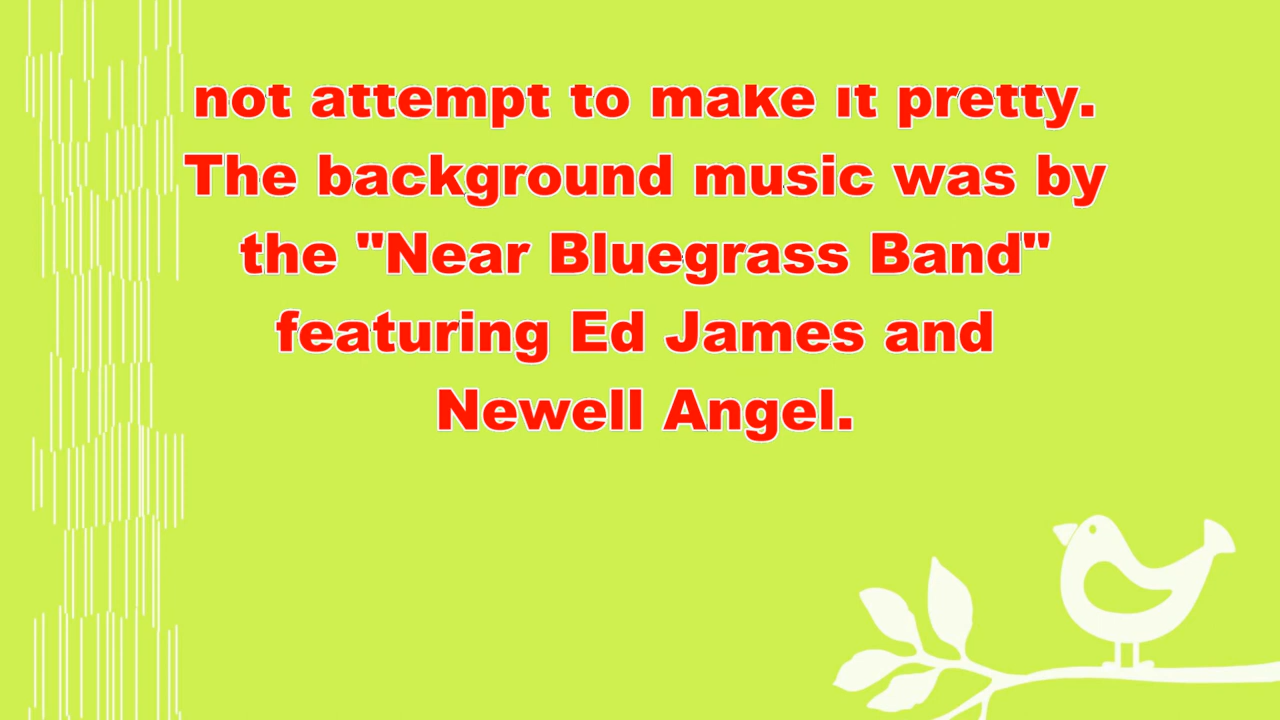 not attempt to make it pretty.
The background music was by
the "Near Bluegrass Band"
featuring Ed James and
Newell Angel.